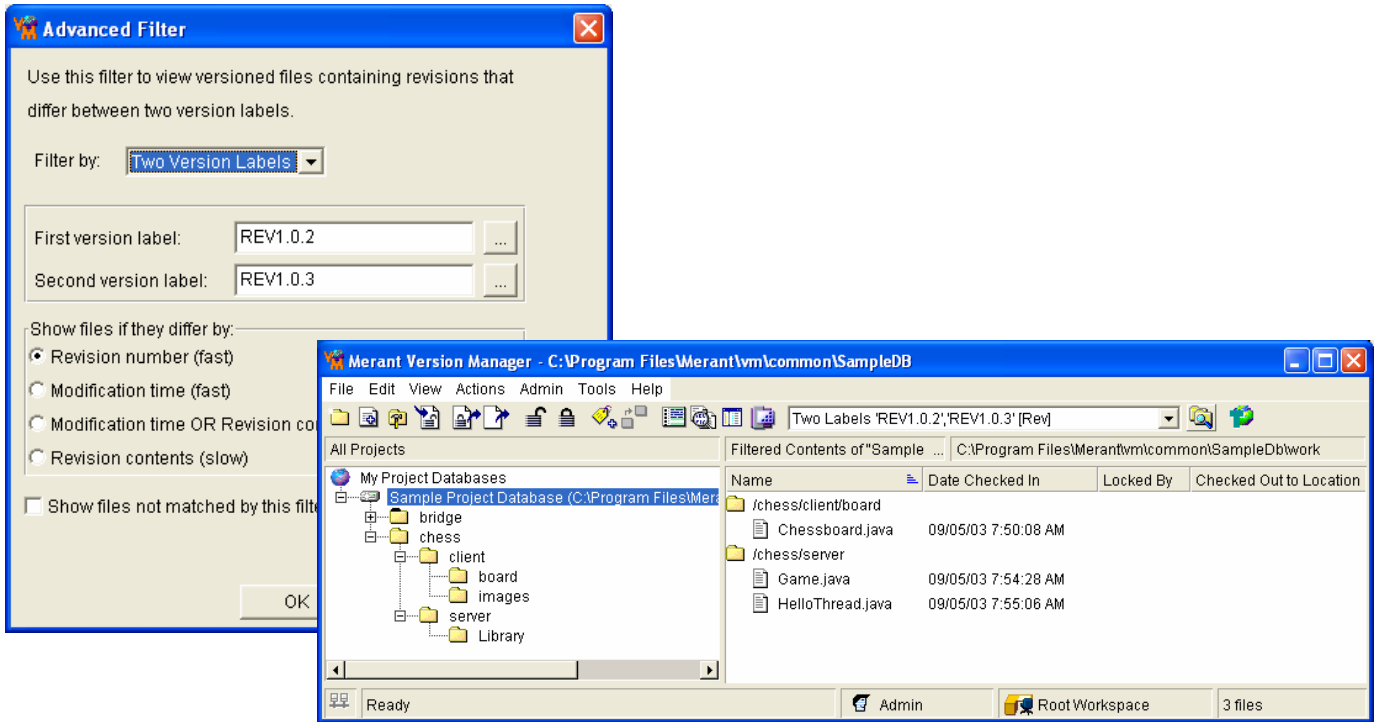 Advanced Filter
Use this filter to view versioned files containing revisions that
differ between two version labels.
Filter by: Two Version Labels
First version label: REV1.0.2 ...
Second version label: REV1.0.3 ...
Show files if they differ by:
Revision number (fast)
Modification time (fast)
Modification time OR Revision co
Revision contents (slow)
Show files not matched by this filte
OK
Merant Version Manager - C:\Program Files\Merant\vm\common\SampleDB
File Edit View Actions Admin Tools Help
Two Labels 'REV1.0.2','REV1.0.3' [Rev]
All Projects
Filtered Contents of "Sample ... C:\Program Files\Merant\vm\common\SampleDb\work
My Project Databases
Sample Project Database (C:\Program Files\Mera
bridge
chess
client
board
images
server
Library
Name Date Checked In Locked By Checked Out to Location
/chess/client/board
Chessboard.java 09/05/03 7:50:08 AM
/chess/server
Game.java 09/05/03 7:54:28 AM
HelloThread.java 09/05/03 7:55:06 AM
Ready Admin Root Workspace 3 files